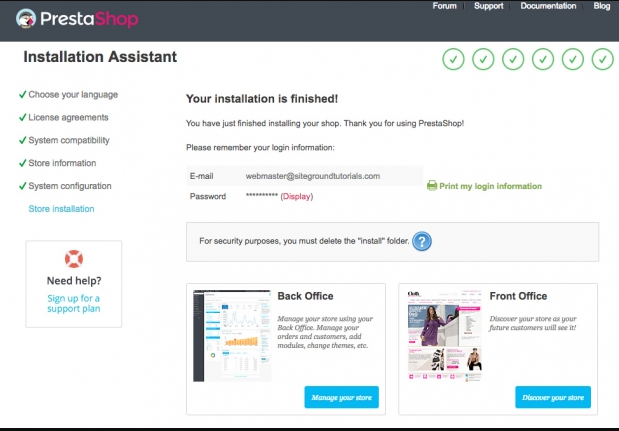 PrestaShop
Forum Support Documentation Blog
Installation Assistant
Choose your language
License agreements
System compatibility
Store information
System configuration
Store installation
Need help?
Sign up for a
support plan
Your installation is finished!
You have just finished installing your shop. Thank you for using PrestaShop!
Please remember your login information:
E-mail webmaster@sitegroundtutorials.com
Password ********** (Display)
Print my login information
For security purposes, you must delete the "install" folder. ?
Back Office
Manage your store using your
Back Office. Manage your
orders and customers, add
modules, change themes, etc.
Manage your store
Front Office
Discover your store as your
future customers will see it!
Discover your store